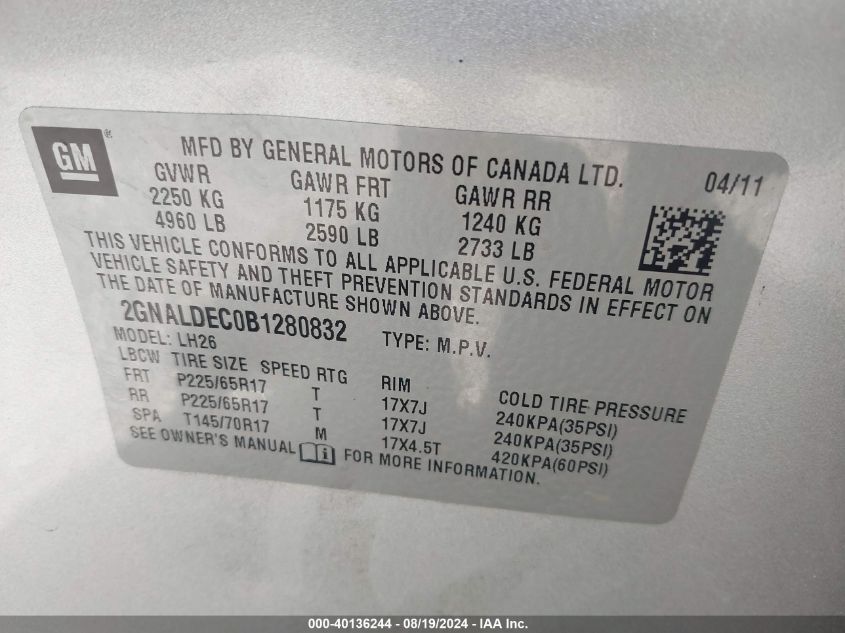 GM ®
MFD BY GENERAL MOTORS OF CANADA LTD. 04/11
GVWR GAWR FRT GAWR RR
2250 KG 1175 KG 1240 KG
4960 LB 2590 LB 2733 LB
THIS VEHICLE CONFORMS TO ALL APPLICABLE U.S. FEDERAL MOTOR
VEHICLE SAFETY AND THEFT PREVENTION STANDARDS IN EFFECT ON
THE DATE OF MANUFACTURE SHOWN ABOVE.
2GNALDEC0B1280832 TYPE: M.P.V.
MODEL: LH26
LBCW TIRE SIZE SPEED RTG RIM COLD TIRE PRESSURE
FRT P225/65R17 T 17X7J 240KPA(35PSI)
RR P225/65R17 T 17X7J 240KPA(35PSI)
SPA T145/70R17 M 17X4.5T 420KPA(60PSI)
SEE OWNER'S MANUAL i FOR MORE INFORMATION.
000-40136244 - 08/19/2024 - IAA Inc.